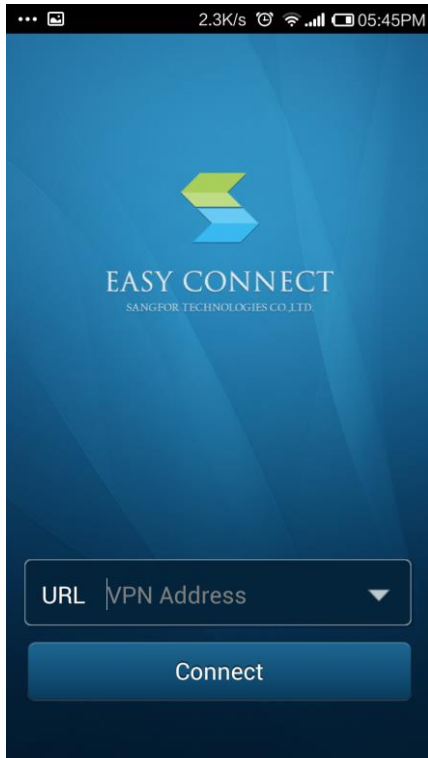 2.3K/s 05:45PM
EASY CONNECT
SANGFOR TECHNOLOGIES CO.,LTD.
URL VPN Address
Connect